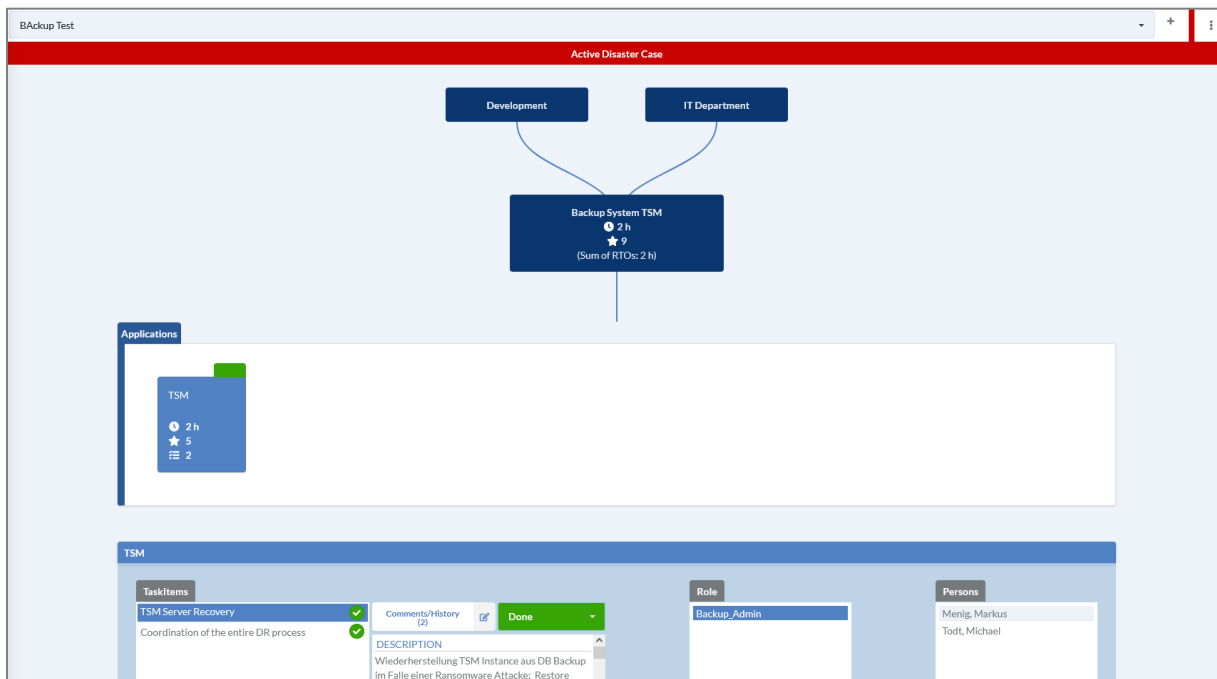 BAckup Test
Active Disaster Case
Development
IT Department
Backup System TSM
2 h
9
(Sum of RTOs: 2 h)
Applications
TSM
2 h
5
2
TSM
TaskItems
Role
Persons
TSM Server Recovery
Comments/History
(2)
Done
Backup_Admin
Menig, Markus
Coordination of the entire DR process
Todt, Michael
DESCRIPTION
Wiederherstellung TSM Instance aus DB Backup
im Falle einer Ransomware Attacke: Restore